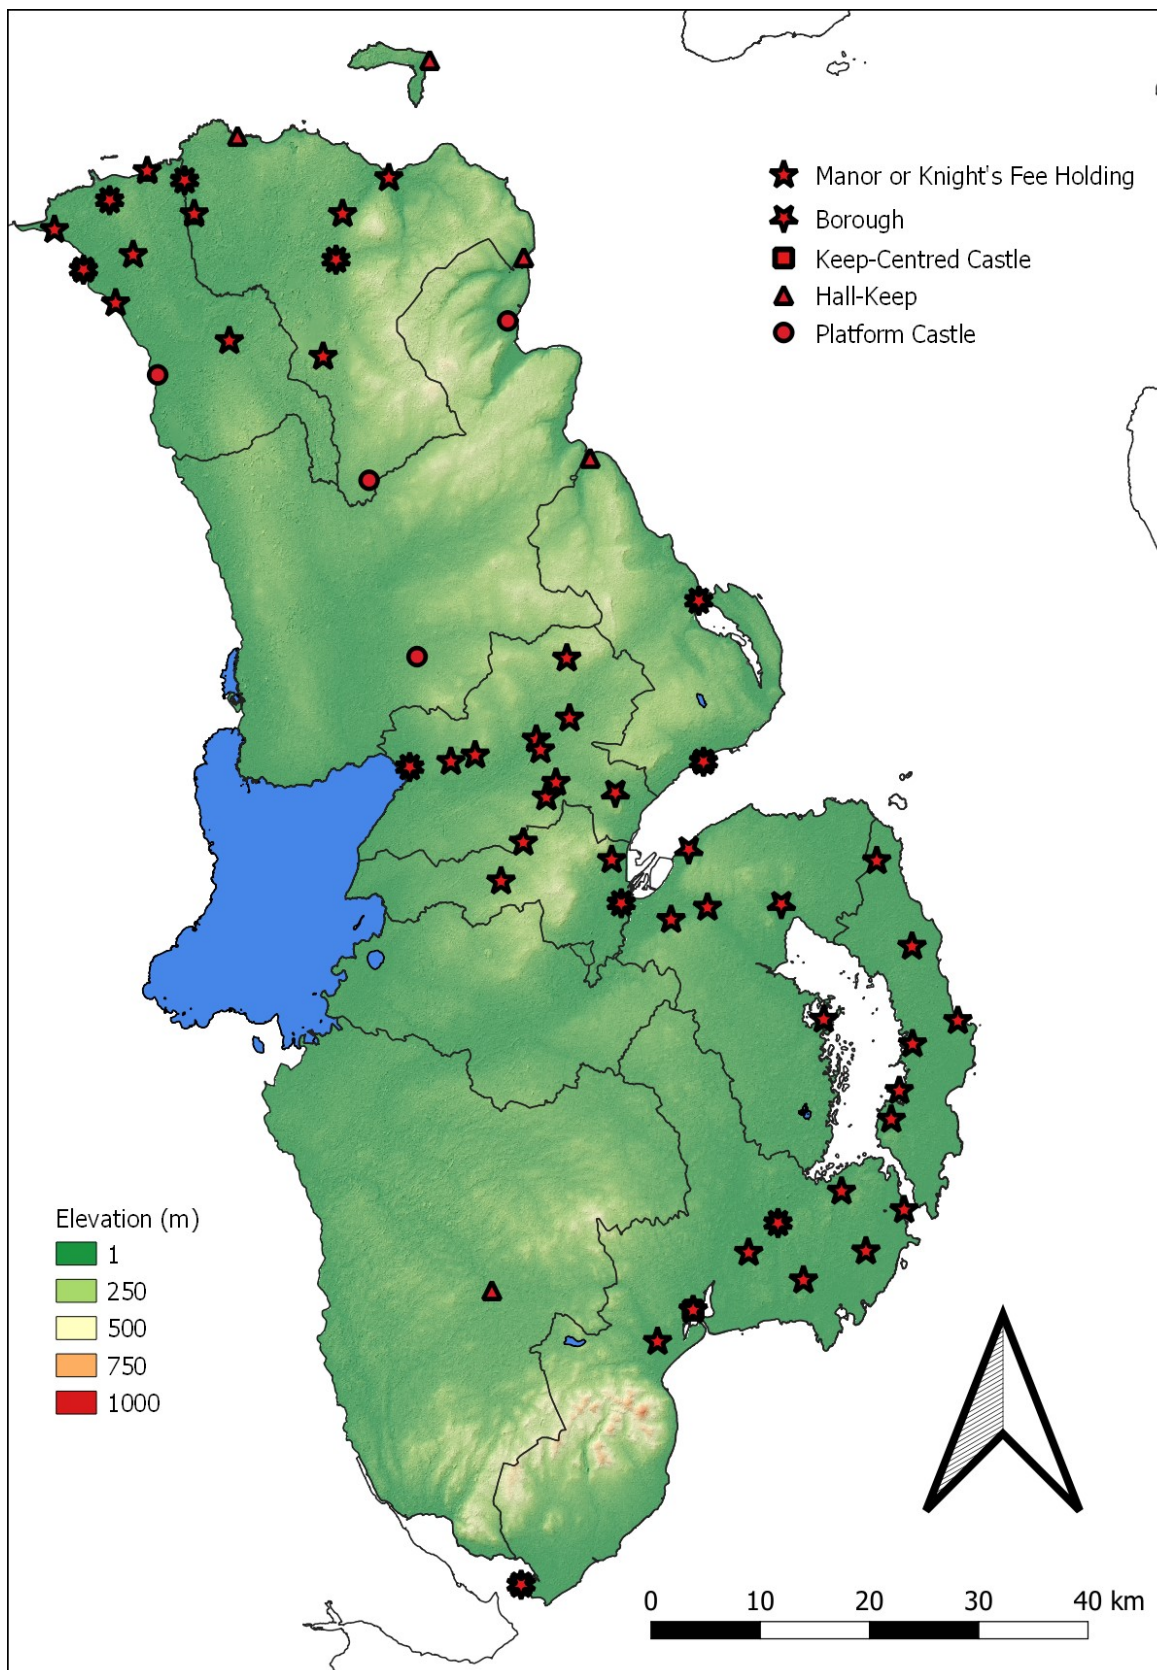 Manor or Knight's Fee Holding
Borough
Keep-Centred Castle
Hall-Keep
Platform Castle
Elevation (m)
1
250
500
750
1000
0 10 20 30 40 km